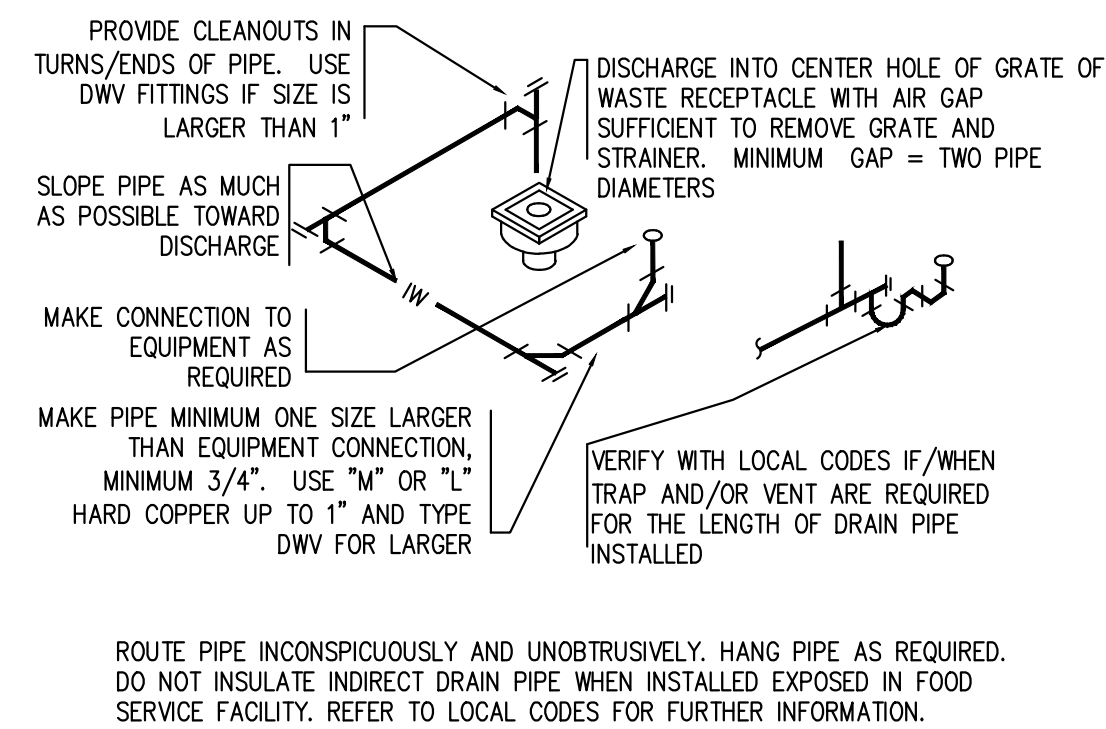 PROVIDE CLEANOUTS IN
TURNS/ENDS OF PIPE. USE
DWV FITTINGS IF SIZE IS
LARGER THAN 1"
DISCHARGE INTO CENTER HOLE OF GRATE OF
WASTE RECEPTACLE WITH AIR GAP
SUFFICIENT TO REMOVE GRATE AND
STRAINER. MINIMUM GAP = TWO PIPE
DIAMETERS
SLOPE PIPE AS MUCH
AS POSSIBLE TOWARD
DISCHARGE
IW
MAKE CONNECTION TO
EQUIPMENT AS
REQUIRED
MAKE PIPE MINIMUM ONE SIZE LARGER
THAN EQUIPMENT CONNECTION,
MINIMUM 3/4". USE "M" OR "L"
HARD COPPER UP TO 1" AND TYPE
DWV FOR LARGER
VERIFY WITH LOCAL CODES IF/WHEN
TRAP AND/OR VENT ARE REQUIRED
FOR THE LENGTH OF DRAIN PIPE
INSTALLED
ROUTE PIPE INCONSPICUOUSLY AND UNOBTRUSIVELY. HANG PIPE AS REQUIRED.
DO NOT INSULATE INDIRECT DRAIN PIPE WHEN INSTALLED EXPOSED IN FOOD
SERVICE FACILITY. REFER TO LOCAL CODES FOR FURTHER INFORMATION.